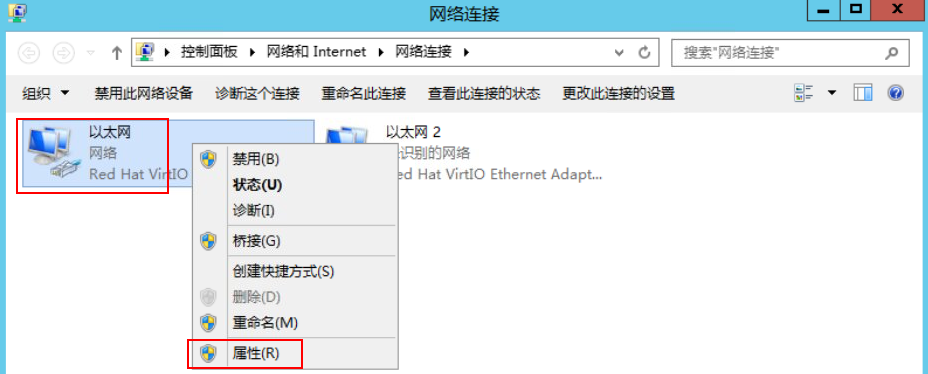 网络连接
控制面板 网络和 Internet 网络连接
搜索"网络连接"
组织 禁用此网络设备 诊断这个连接 重命名此连接 查看此连接的状态 更改此连接的设置
以太网
网络
Red Hat VirtIO
以太网 2
识别的网络
ed Hat VirtIO Ethernet Adapt...
禁用(B)
状态(U)
诊断(I)
桥接(G)
创建快捷方式(S)
删除(D)
重命名(M)
属性(R)